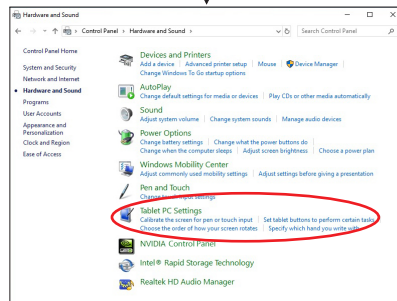 Hardware and Sound
Control Panel > Hardware and Sound >
Search Control Panel
Control Panel Home
System and Security
Network and Internet
Hardware and Sound
Programs
User Accounts
Appearance and
Personalization
Clock and Region
Ease of Access
Devices and Printers
Add a device | Advanced printer setup | Mouse | Device Manager
Change Windows To Go startup options
AutoPlay
Change default settings for media or devices | Play CDs or other media automatically
Sound
Adjust system volume | Change system sounds | Manage audio devices
Power Options
Change battery settings | Change what the power buttons do
Change when the computer sleeps | Adjust screen brightness | Choose a power plan
Windows Mobility Center
Adjust commonly used mobility settings | Adjust settings before giving a presentation
Pen and Touch
Change touch input settings
Tablet PC Settings
Calibrate the screen for pen or touch input | Set tablet buttons to perform certain tasks
Choose the order of how your screen rotates | Specify which hand you write with
NVIDIA Control Panel
Intel® Rapid Storage Technology
Realtek HD Audio Manager